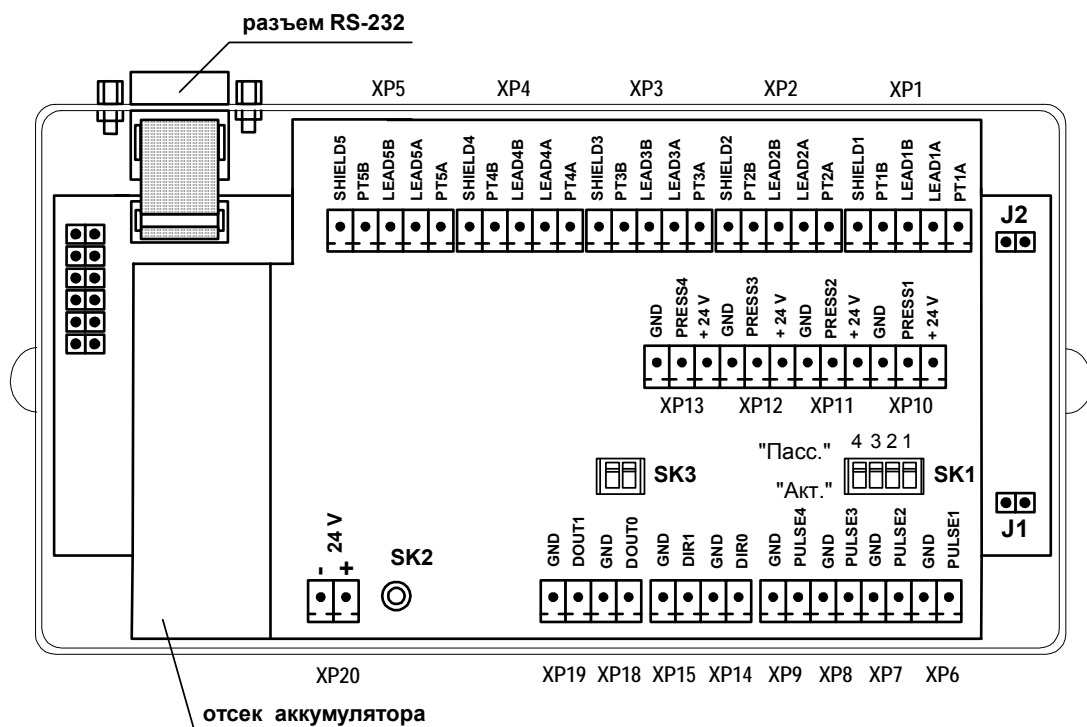 разъем RS-232
XP5 XP4 XP3 XP2 XP1
SHIELD5 PT5B LEAD5B LEAD5A PT5A SHIELD4 PT4B LEAD4B LEAD4A PT4A SHIELD3 PT3B LEAD3B LEAD3A PT3A SHIELD2 PT2B LEAD2B LEAD2A PT2A SHIELD1 PT1B LEAD1B LEAD1A PT1A
J2
GND PRESS4 + 24 V GND PRESS3 + 24 V GND PRESS2 + 24 V GND PRESS1 + 24 V
XP13 XP12 XP11 XP10
"Пасс." 4 3 2 1
SK3 SK1
"Акт."
J1
- + 24 V
SK2
GND DOUT1 GND DOUT0 GND DIR1 GND DIR0 GND PULSE4 GND PULSE3 GND PULSE2 GND PULSE1
XP20 XP19 XP18 XP15 XP14 XP9 XP8 XP7 XP6
отсек аккумулятора